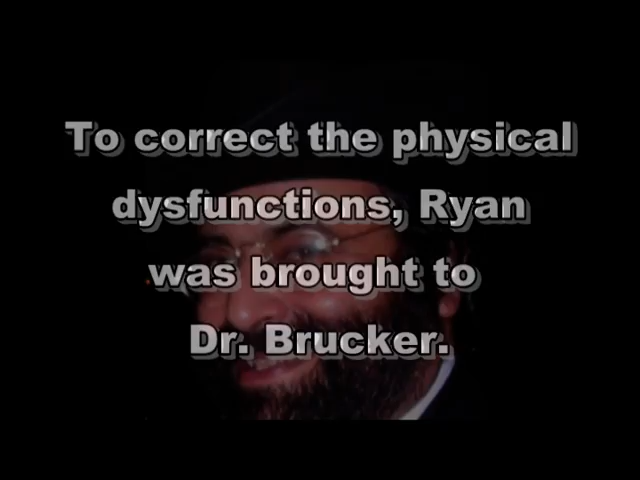 To correct the physical
dysfunctions, Ryan
was brought to
Dr. Brucker.